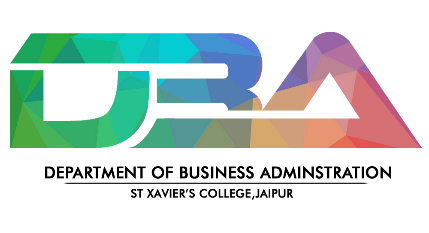 DBA
DEPARTMENT OF BUSINESS ADMINSTRATION
ST XAVIER'S COLLEGE,JAIPUR